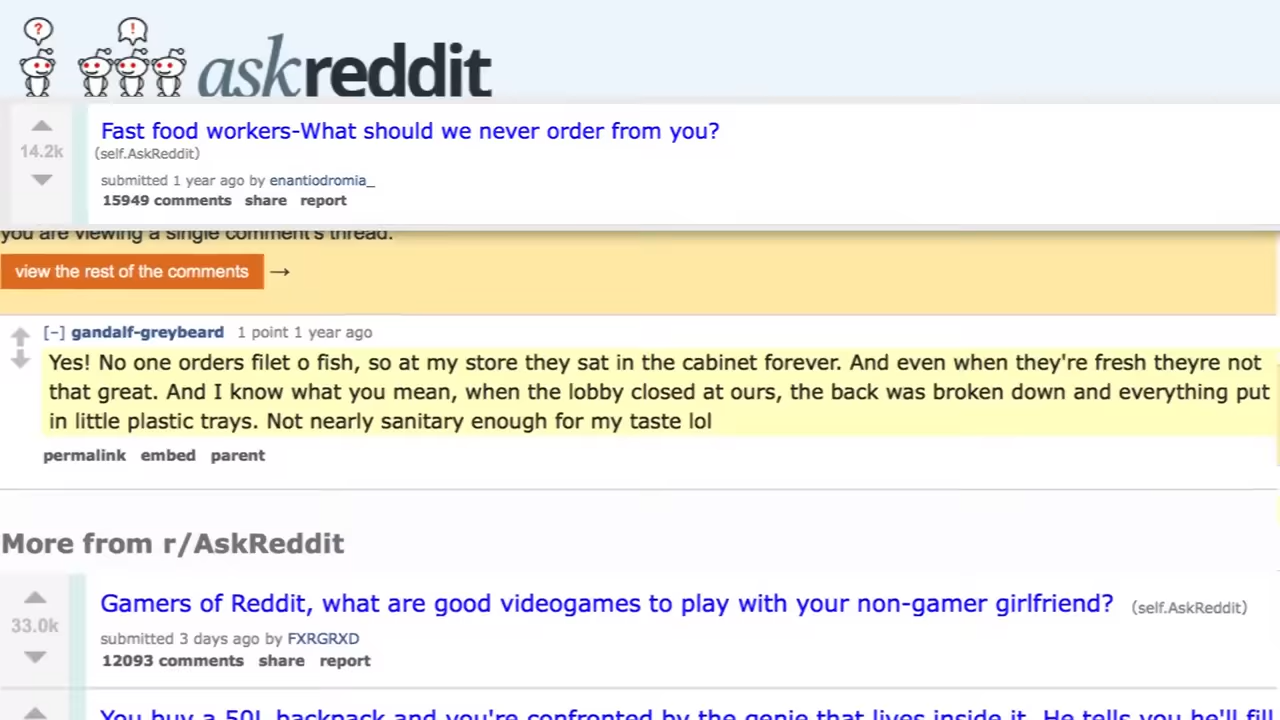 ? !
askreddit
Fast food workers-What should we never order from you?
14.2k
(self.AskReddit)
submitted 1 year ago by enantiodromia_
15949 comments share report
you are viewing a single comment's thread.
view the rest of the comments →
[–] gandalf-greybeard 1 point 1 year ago
Yes! No one orders filet o fish, so at my store they sat in the cabinet forever. And even when they're fresh theyre not
that great. And I know what you mean, when the lobby closed at ours, the back was broken down and everything put
in little plastic trays. Not nearly sanitary enough for my taste lol
permalink embed parent
More from r/AskReddit
Gamers of Reddit, what are good videogames to play with your non-gamer girlfriend? (self.AskReddit)
33.0k
submitted 3 days ago by FXRGRXD
12093 comments share report
You buy a 50L backpack and you're confronted by the genie that lives inside it. He tells you he'll fill